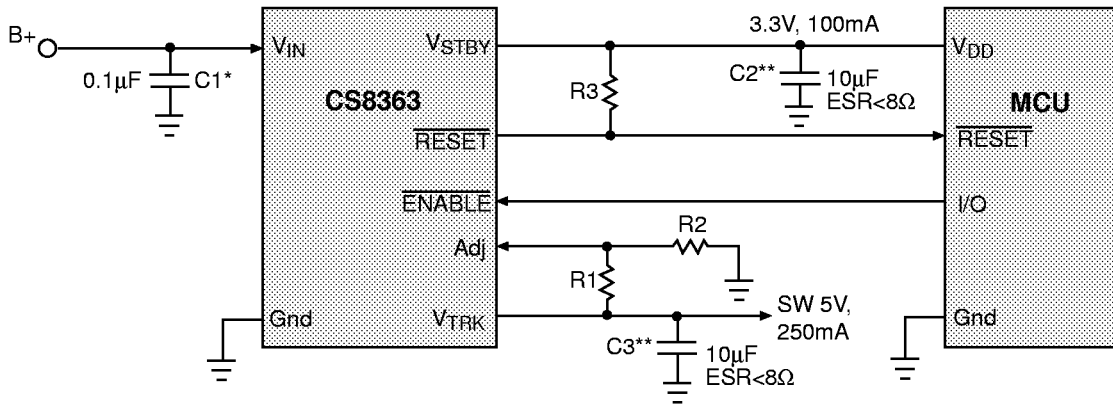 B+
0.1µF
C1*
VIN
CS8363
VSTBY
RESET
ENABLE
Adj
VTRK
Gnd
3.3V, 100mA
R3
C2**
10µF
ESR<8Ω
R2
R1
SW 5V,
250mA
C3**
10µF
ESR<8Ω
VDD
MCU
RESET
I/O
Gnd